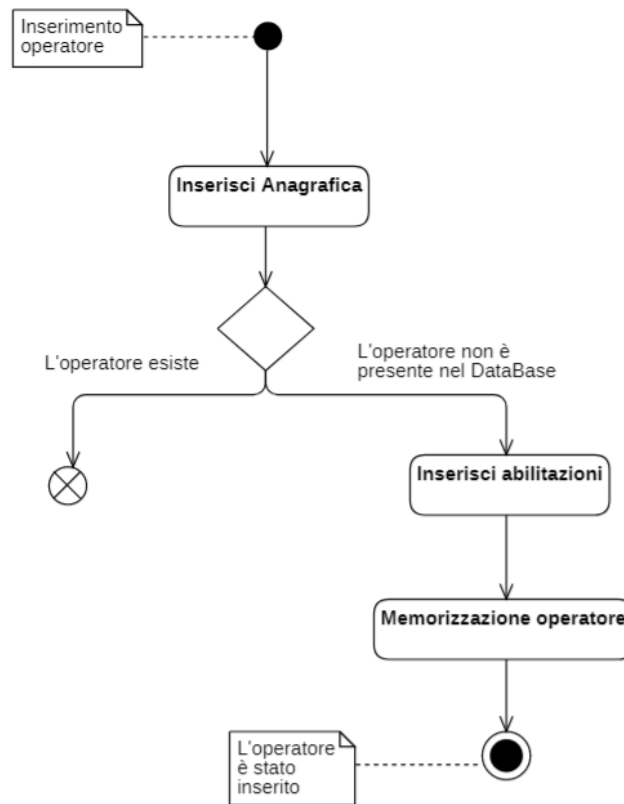 Inserimento
operatore
Inserisci Anagrafica
L'operatore esiste
L'operatore non è
presente nel DataBase
Inserisci abilitazioni
Memorizzazione operatore
L'operatore
è stato
inserito